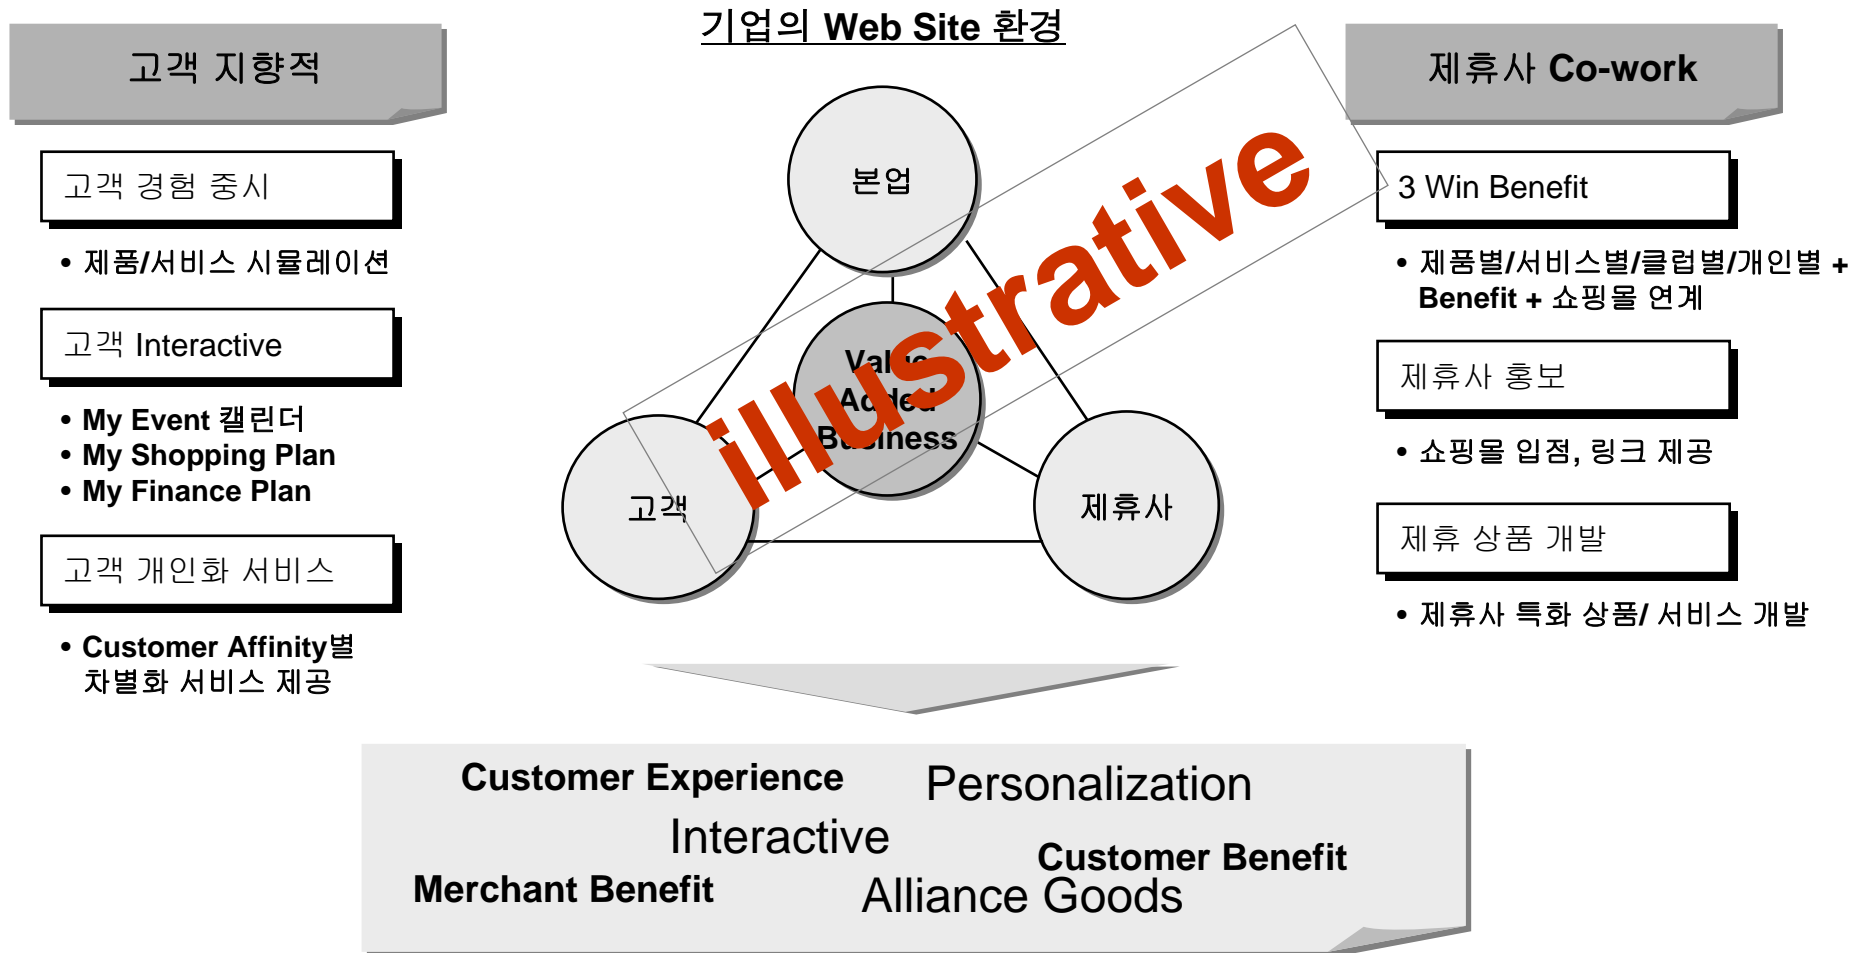 기업의 Web Site 환경
고객 지향적
고객 경험 중시
• 제품/서비스 시뮬레이션
고객 Interactive
• My Event 캘린더
• My Shopping Plan
• My Finance Plan
고객 개인화 서비스
• Customer Affinity별
차별화 서비스 제공
본업
Value
Added
Business
고객
제휴사
illustrative
제휴사 Co-work
3 Win Benefit
• 제품별/서비스별/클럽별/개인별 +
Benefit + 쇼핑몰 연계
제휴사 홍보
• 쇼핑몰 입점, 링크 제공
제휴 상품 개발
• 제휴사 특화 상품/ 서비스 개발
Customer Experience
Personalization
Interactive
Customer Benefit
Merchant Benefit
Alliance Goods